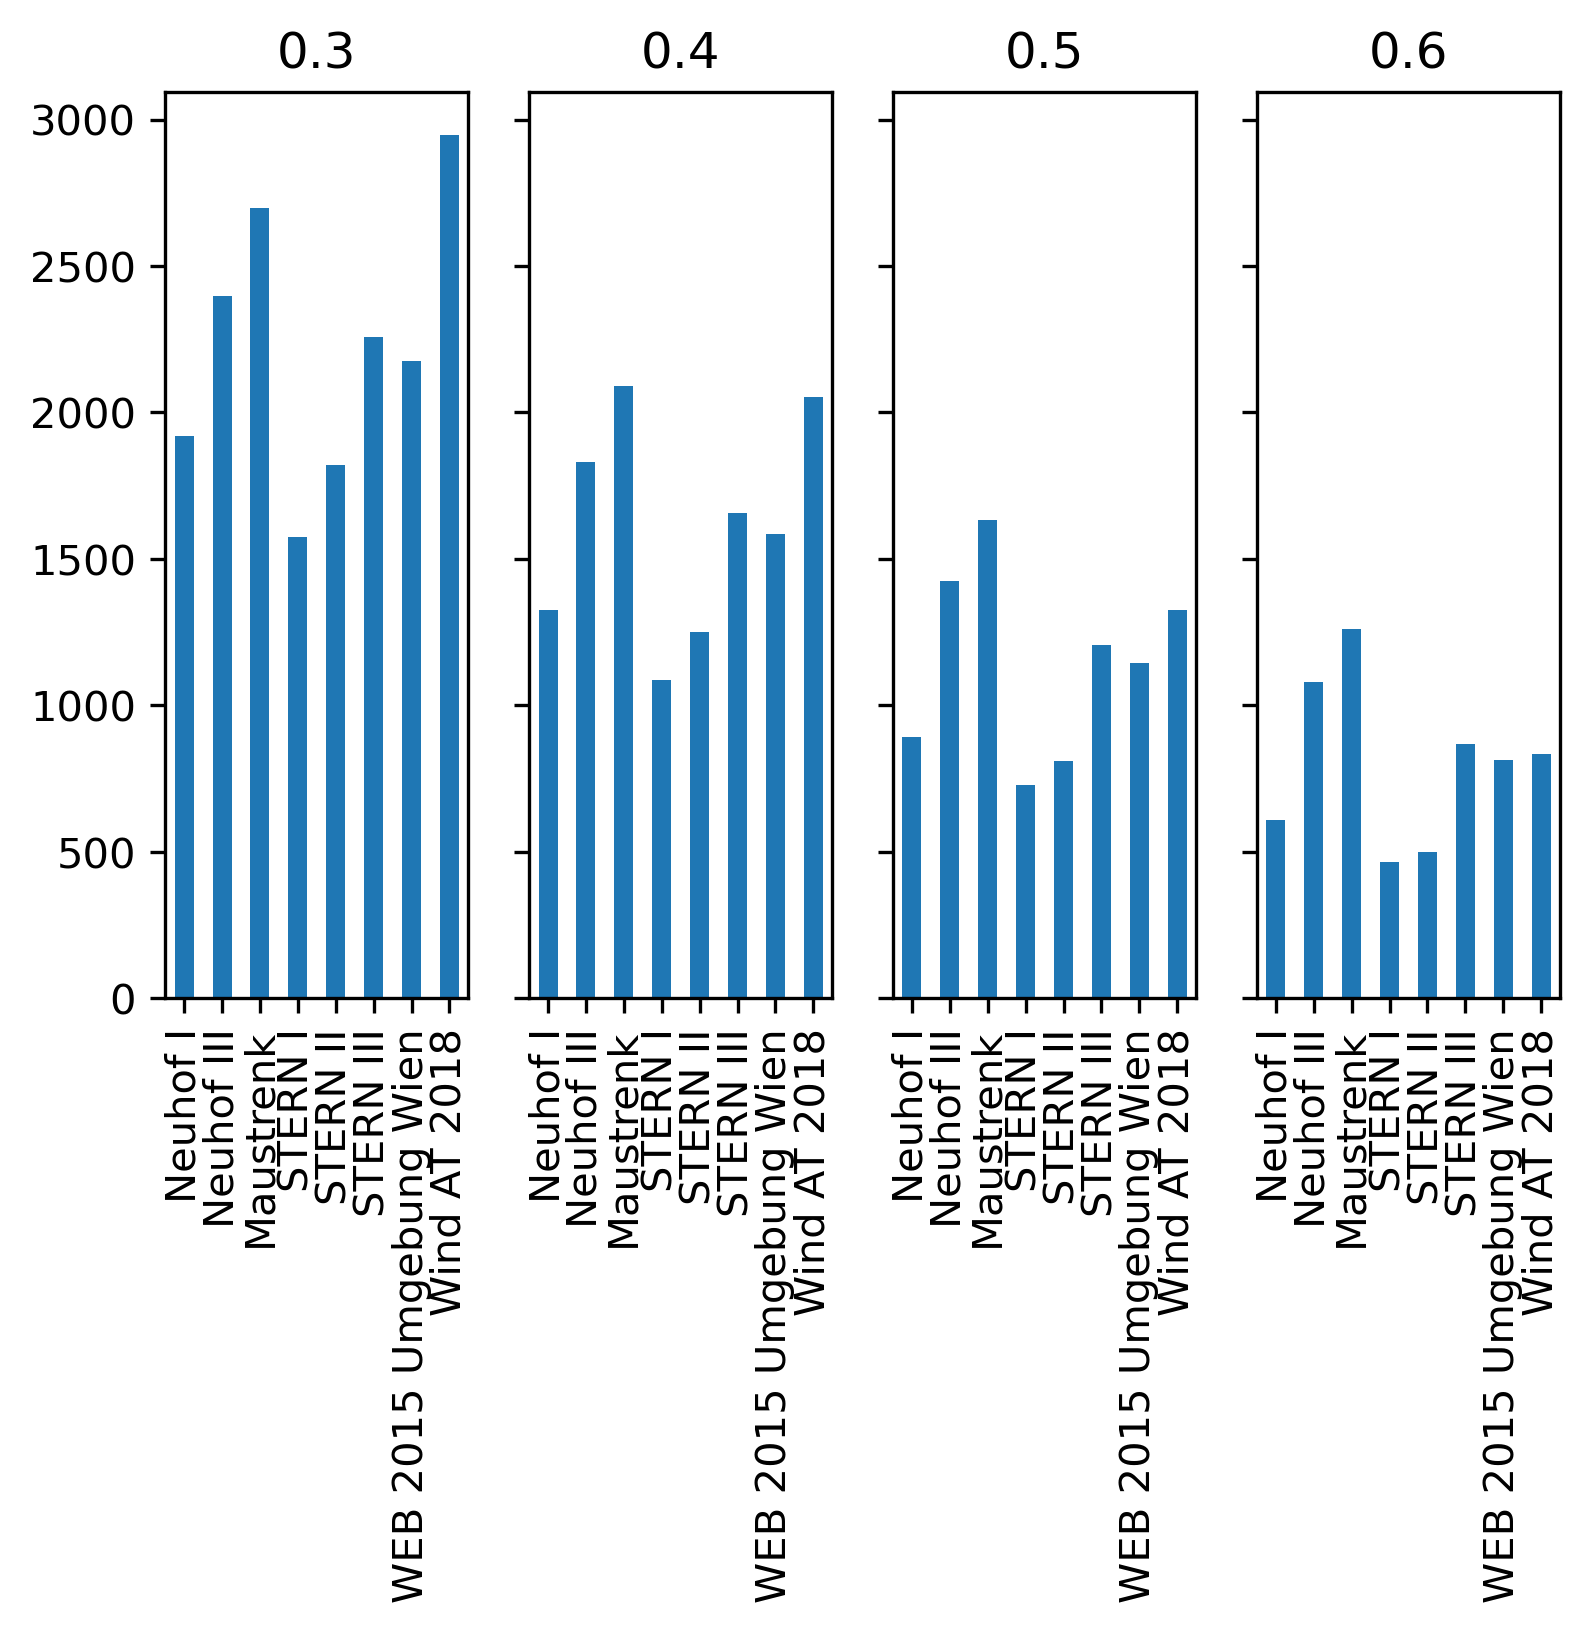 0.3
0.4
0.5
0.6
3000
2500
2000
1500
1000
500
0
Neuhof I
Neuhof III
Maustrenk
STERN I
STERN II
STERN III
WEB 2015 Umgebung Wien
Wind AT 2018
Neuhof I
Neuhof III
Maustrenk
STERN I
STERN II
STERN III
WEB 2015 Umgebung Wien
Wind AT 2018
Neuhof I
Neuhof III
Maustrenk
STERN I
STERN II
STERN III
WEB 2015 Umgebung Wien
Wind AT 2018
Neuhof I
Neuhof III
Maustrenk
STERN I
STERN II
STERN III
WEB 2015 Umgebung Wien
Wind AT 2018